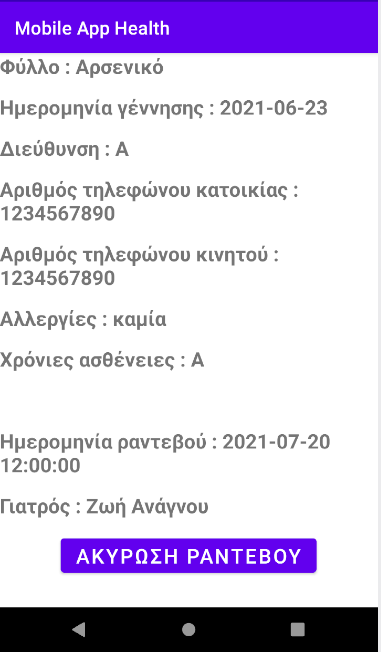 Mobile App Health
Φύλλο : Αρσενικό
Ημερομηνία γέννησης : 2021-06-23
Διεύθυνση : Α
Αριθμός τηλεφώνου κατοικίας :
1234567890
Αριθμός τηλεφώνου κινητού :
1234567890
Αλλεργίες : καμία
Χρόνιες ασθένειες : Α
Ημερομηνία ραντεβού : 2021-07-20
12:00:00
Γιατρός : Ζωή Ανάγνου
ΑΚΥΡΩΣΗ ΡΑΝΤΕΒΟΥ